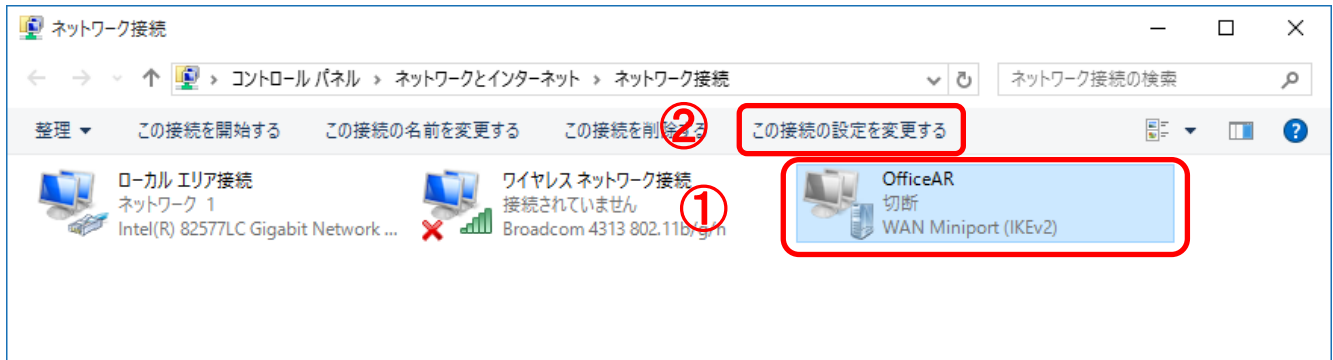 ネットワーク接続
コントロール パネル › ネットワークとインターネット › ネットワーク接続
ネットワーク接続の検索
整理 この接続を開始する この接続の名前を変更する この接続を削除する ② この接続の設定を変更する
ローカル エリア接続
ネットワーク 1
Intel(R) 82577LC Gigabit Network ...
ワイヤレス ネットワーク接続
接続されていません
Broadcom 4313 802.11b/g/n
①
OfficeAR
切断
WAN Miniport (IKEv2)